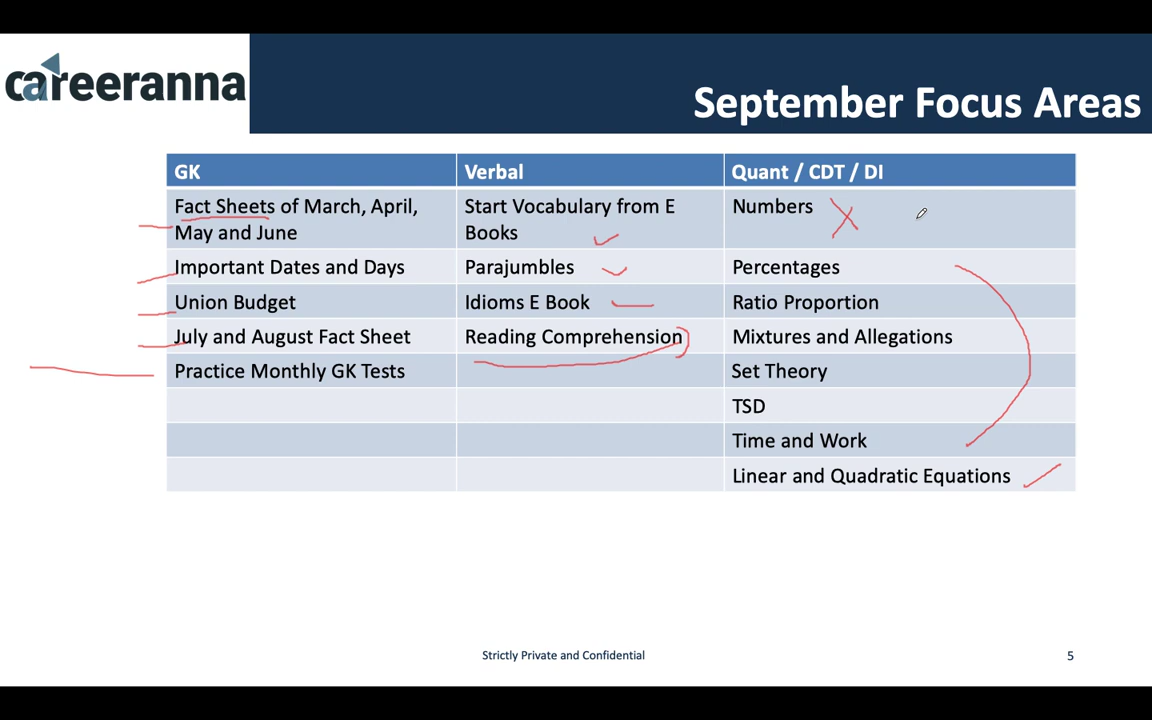 careeranna
September Focus Areas
GK
Verbal
Quant / CDT / DI
Fact Sheets of March, April,
May and June
Start Vocabulary from E
Books
Numbers
Important Dates and Days
Parajumbles
Percentages
Union Budget
Idioms E Book
Ratio Proportion
July and August Fact Sheet
Reading Comprehension
Mixtures and Allegations
Practice Monthly GK Tests
Set Theory
TSD
Time and Work
Linear and Quadratic Equations
Strictly Private and Confidential
5